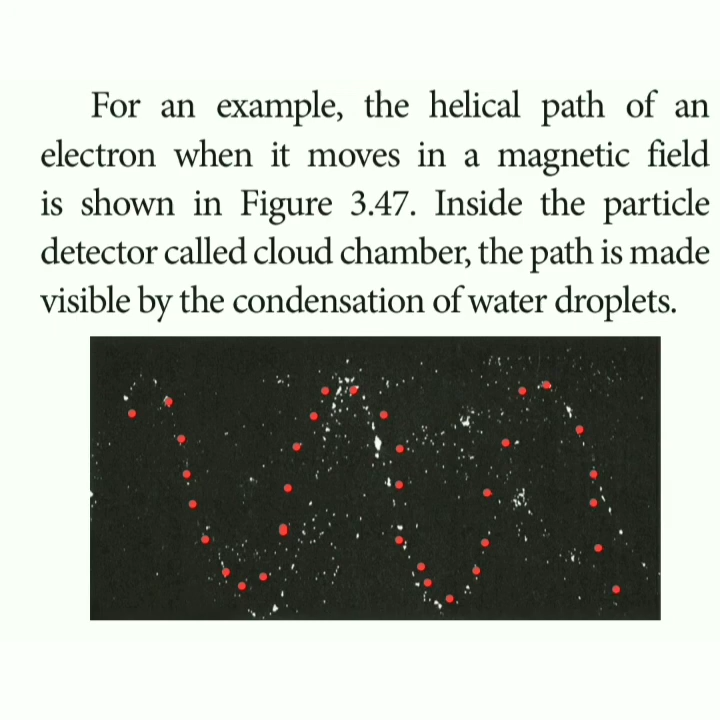 For an example, the helical path of an
electron when it moves in a magnetic field
is shown in Figure 3.47. Inside the particle
detector called cloud chamber, the path is made
visible by the condensation of water droplets.